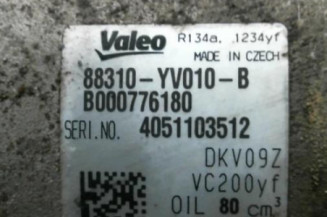 Valeo R134a, 1234yf
MADE IN CZECH
88310-YV010-B
B000776180
SERI.NO. 4051103512
DKV09Z
VC200yf
OIL 80 cm³